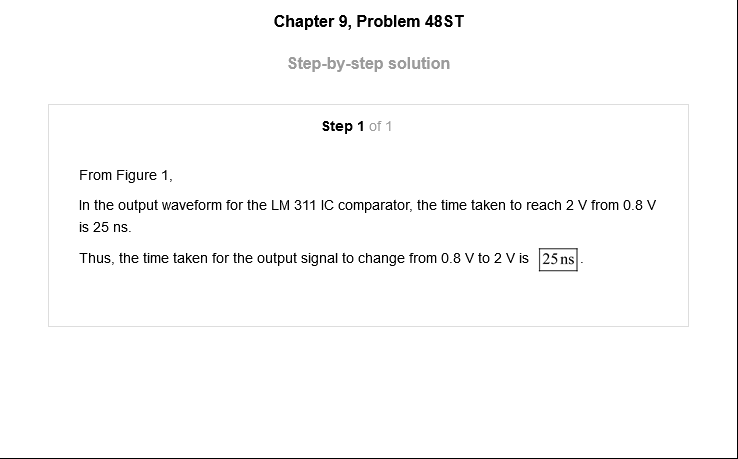 Chapter 9, Problem 48ST
Step-by-step solution
Step 1 of 1
From Figure 1,
In the output waveform for the LM 311 IC comparator, the time taken to reach 2 V from 0.8 V
is 25 ns.
Thus, the time taken for the output signal to change from 0.8 V to 2 V is 25 ns.